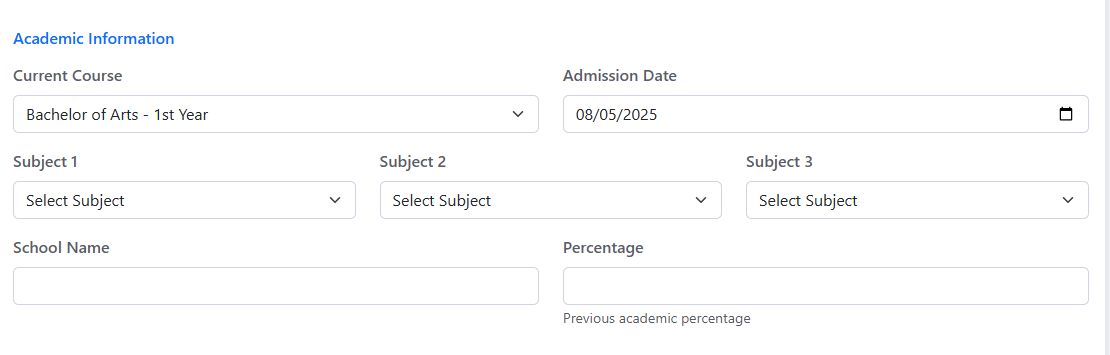 Academic Information
Current Course Admission Date
Bachelor of Arts - 1st Year 08/05/2025
Subject 1 Subject 2 Subject 3
Select Subject Select Subject Select Subject
School Name Percentage
Previous academic percentage